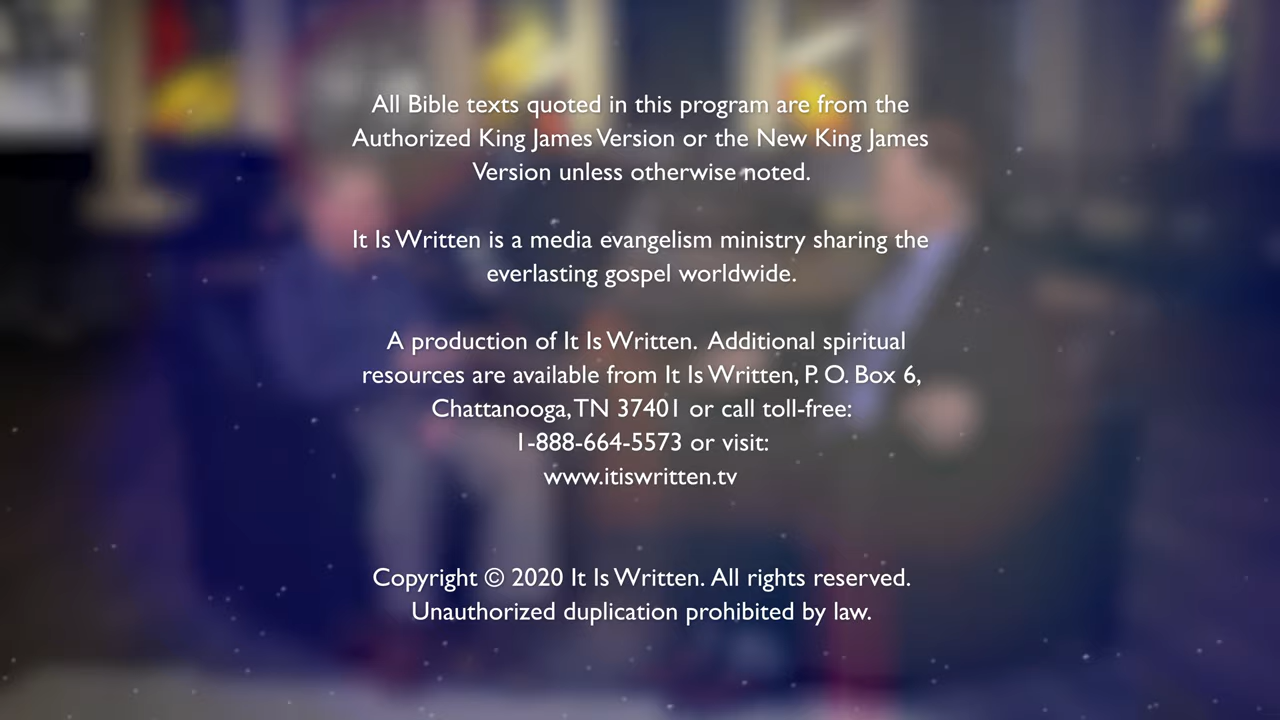 All Bible texts quoted in this program are from the
Authorized King James Version or the New King James
Version unless otherwise noted.
It Is Written is a media evangelism ministry sharing the
everlasting gospel worldwide.
A production of It Is Written. Additional spiritual
resources are available from It Is Written, P. O. Box 6,
Chattanooga, TN 37401 or call toll-free:
1-888-664-5573 or visit:
www.itiswritten.tv
Copyright © 2020 It Is Written. All rights reserved.
Unauthorized duplication prohibited by law.